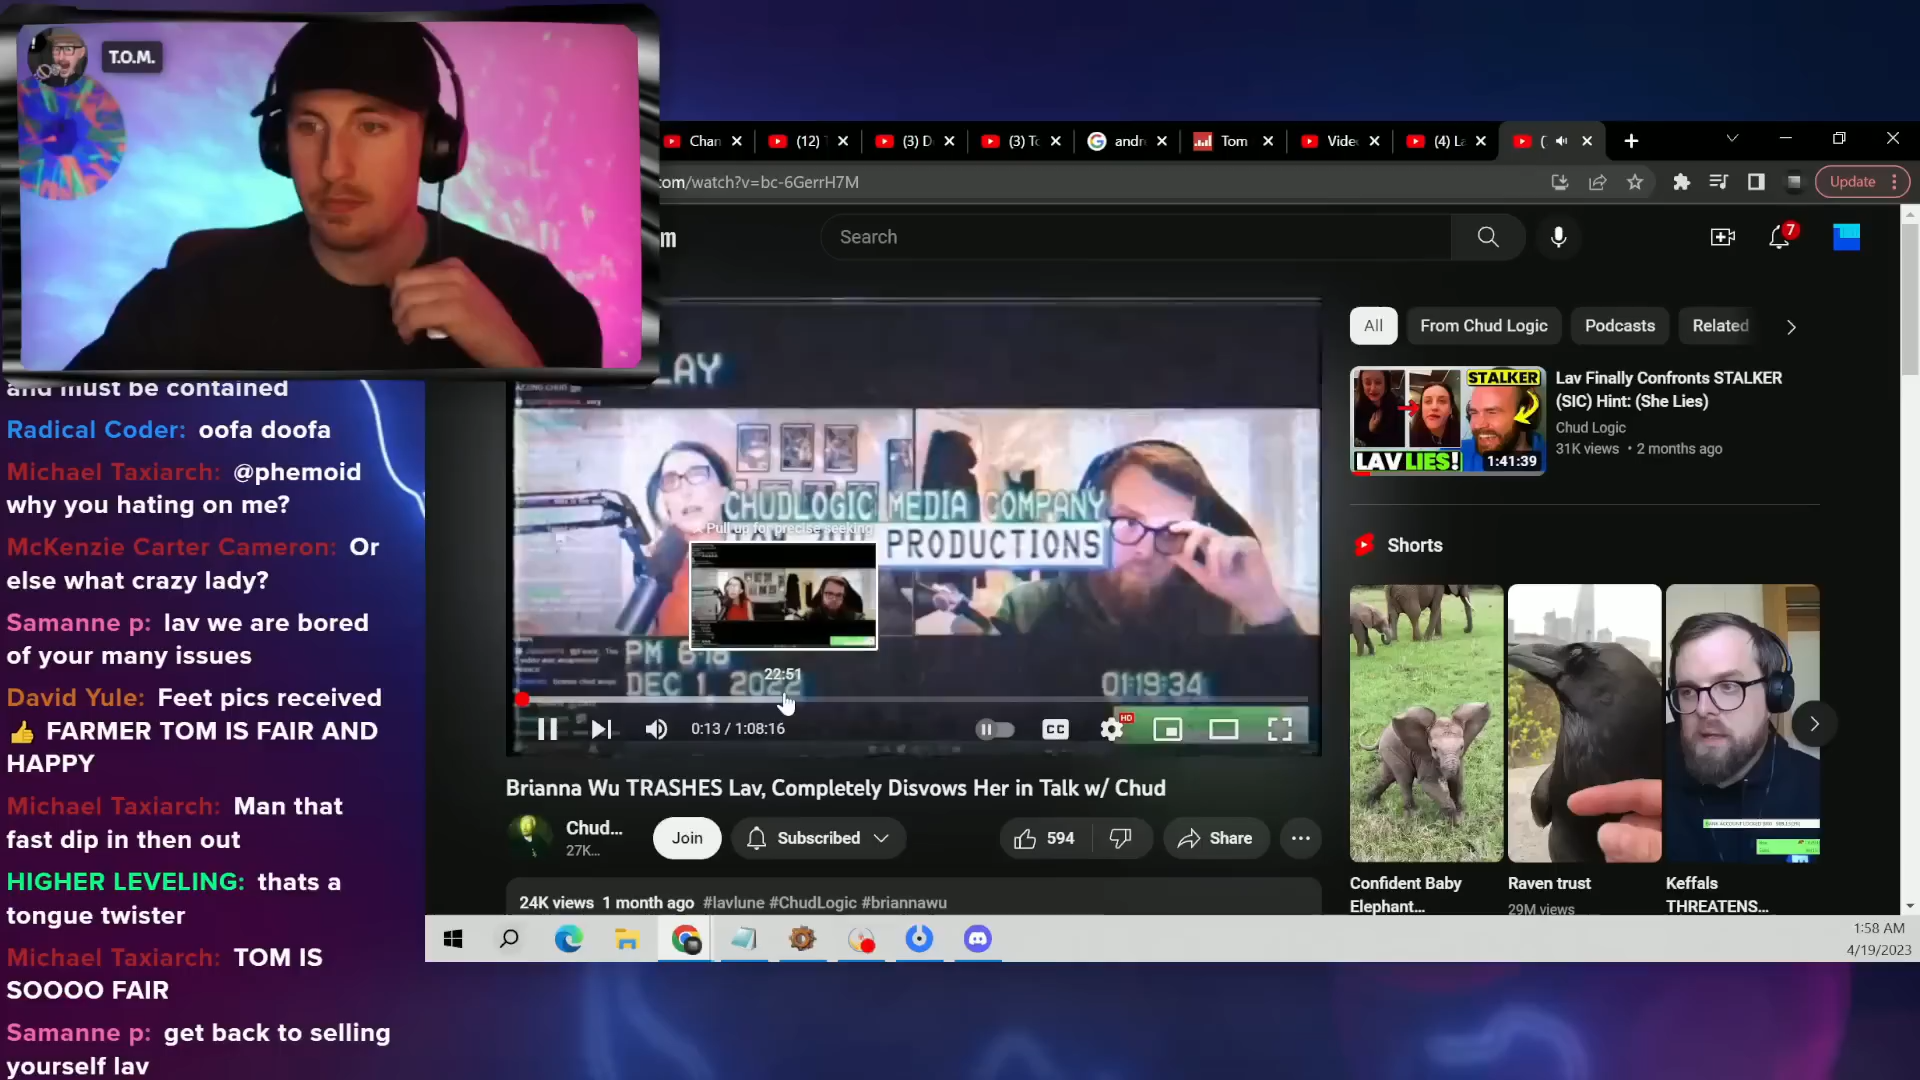 T.O.M.
Chan
(12)
(3) D
(3) To
andr
Tom
Vide
(4) La
(
om/watch?v=bc-6GerrH7M
Update
m
Search
7
All
From Chud Logic
Podcasts
Related
LAY
CHUDLOGIC MEDIA COMPANY
PRODUCTIONS
Pull up for precise seeking
22:51
PM 6:18
DEC 1, 2022
01:19:34
0:13 / 1:08:16
CC
HD
STALKER
LAV LIES!
1:41:39
Lav Finally Confronts STALKER
(SIC) Hint: (She Lies)
Chud Logic
31K views • 2 months ago
Shorts
Confident Baby
Elephant...
Raven trust
29M views
Keffals
THREATENS...
Brianna Wu TRASHES Lav, Completely Disvows Her in Talk w/ Chud
Chud...
27K...
Join
Subscribed
594
Share
24K views 1 month ago #lavlune #ChudLogic #briannawu
1:58 AM
4/19/2023
and must be contained
Radical Coder: oofa doofa
Michael Taxiarch: @phemoid
why you hating on me?
McKenzie Carter Cameron: Or
else what crazy lady?
Samanne p: lav we are bored
of your many issues
David Yule: Feet pics received
👍 FARMER TOM IS FAIR AND
HAPPY
Michael Taxiarch: Man that
fast dip in then out
HIGHER LEVELING: thats a
tongue twister
Michael Taxiarch: TOM IS
SOOOO FAIR
Samanne p: get back to selling
yourself lav